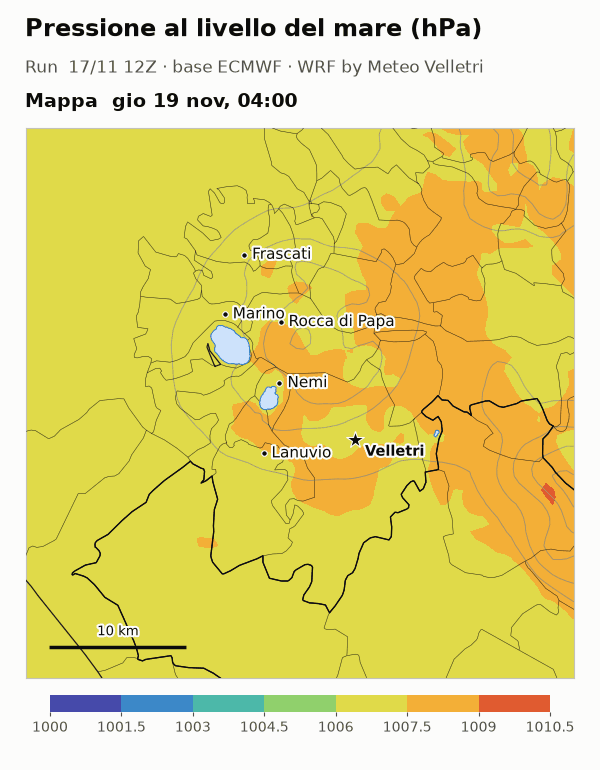 Pressione al livello del mare (hPa)
Run  17/11 12Z · base ECMWF · WRF by Meteo Velletri
Mappa  gio 19 nov, 04:00
Frascati
Marino
Rocca di Papa
Nemi
Velletri
Lanuvio
10 km
1000 1001.5 1003 1004.5 1006 1007.5 1009 1010.5